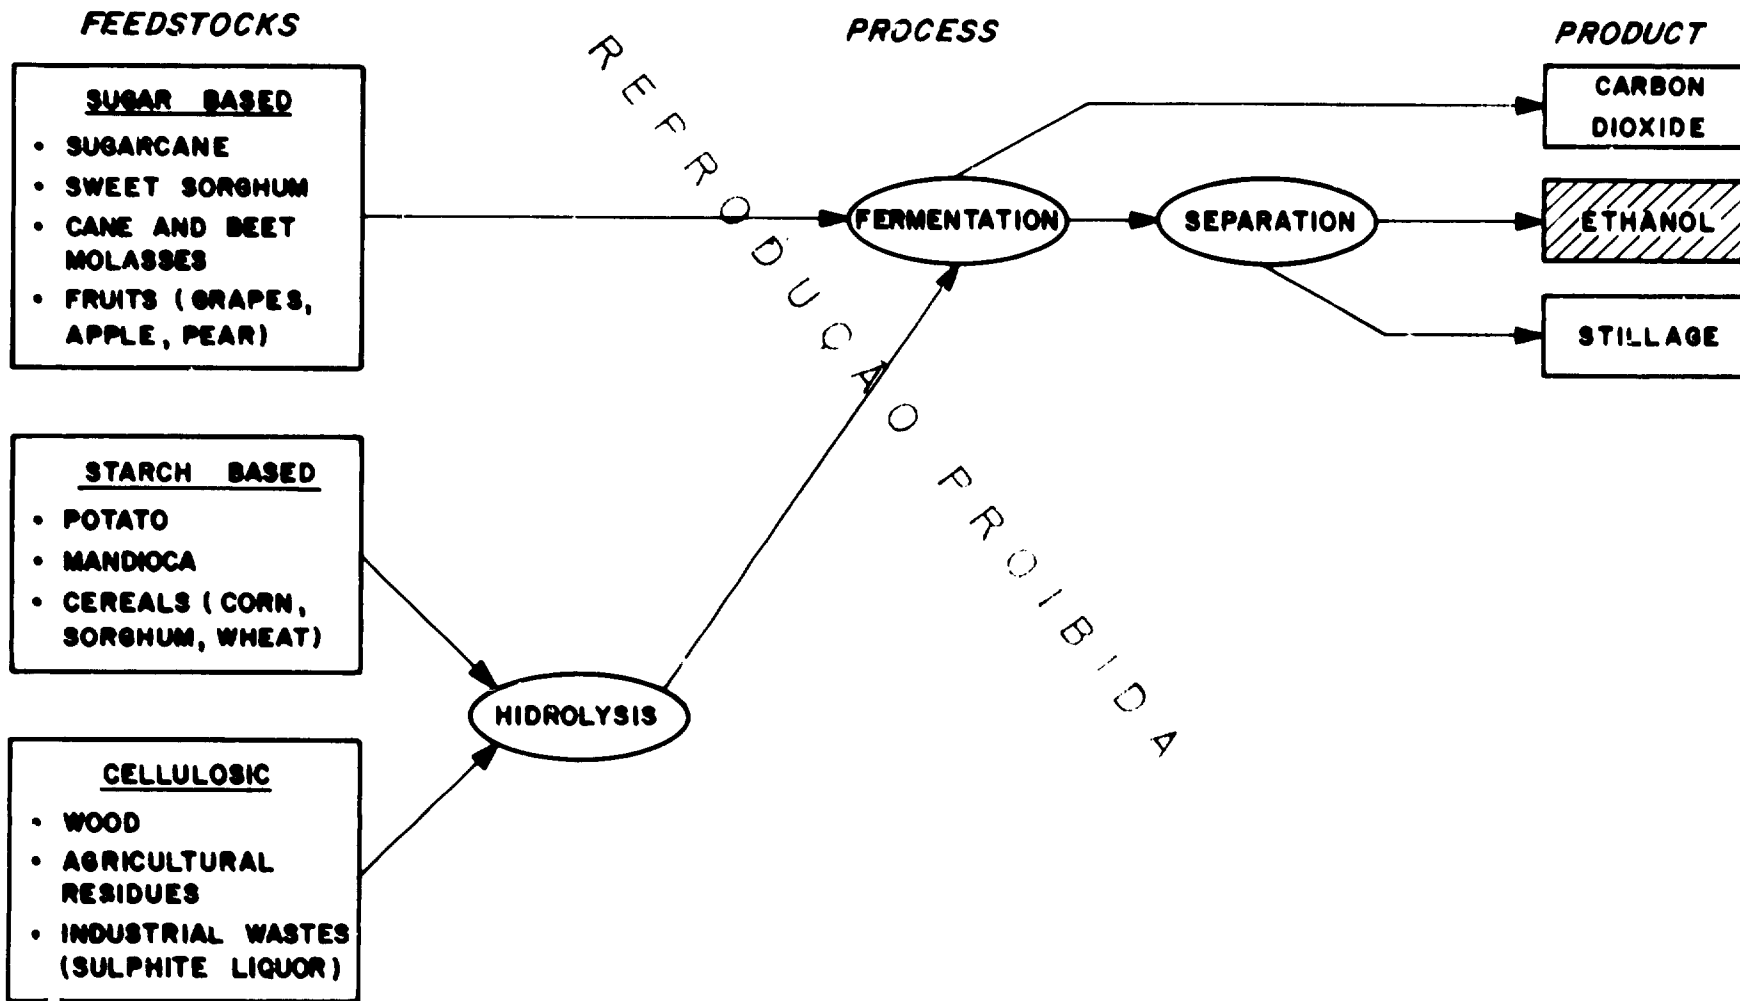 FEEDSTOCKS
PROCESS
PRODUCT
SUGAR BASED
• SUGARCANE
• SWEET SORGHUM
• CANE AND BEET
MOLASSES
• FRUITS (GRAPES,
APPLE, PEAR)
STARCH BASED
• POTATO
• MANDIOCA
• CEREALS (CORN,
SORGHUM, WHEAT)
CELLULOSIC
• WOOD
• AGRICULTURAL
RESIDUES
• INDUSTRIAL WASTES
(SULPHITE LIQUOR)
HIDROLYSIS
FERMENTATION
SEPARATION
CARBON
DIOXIDE
ETHANOL
STILLAGE
REPRODUÇAO PROIBIDA